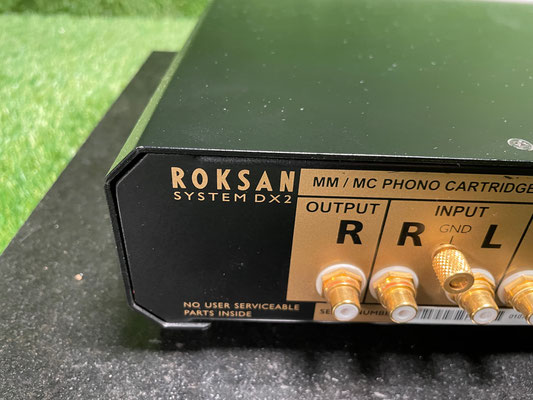 ROKSAN
SYSTEM DX2
MM / MC PHONO CARTRIDGE
OUTPUT
INPUT
GND
R
R
L
NO USER SERVICEABLE
PARTS INSIDE